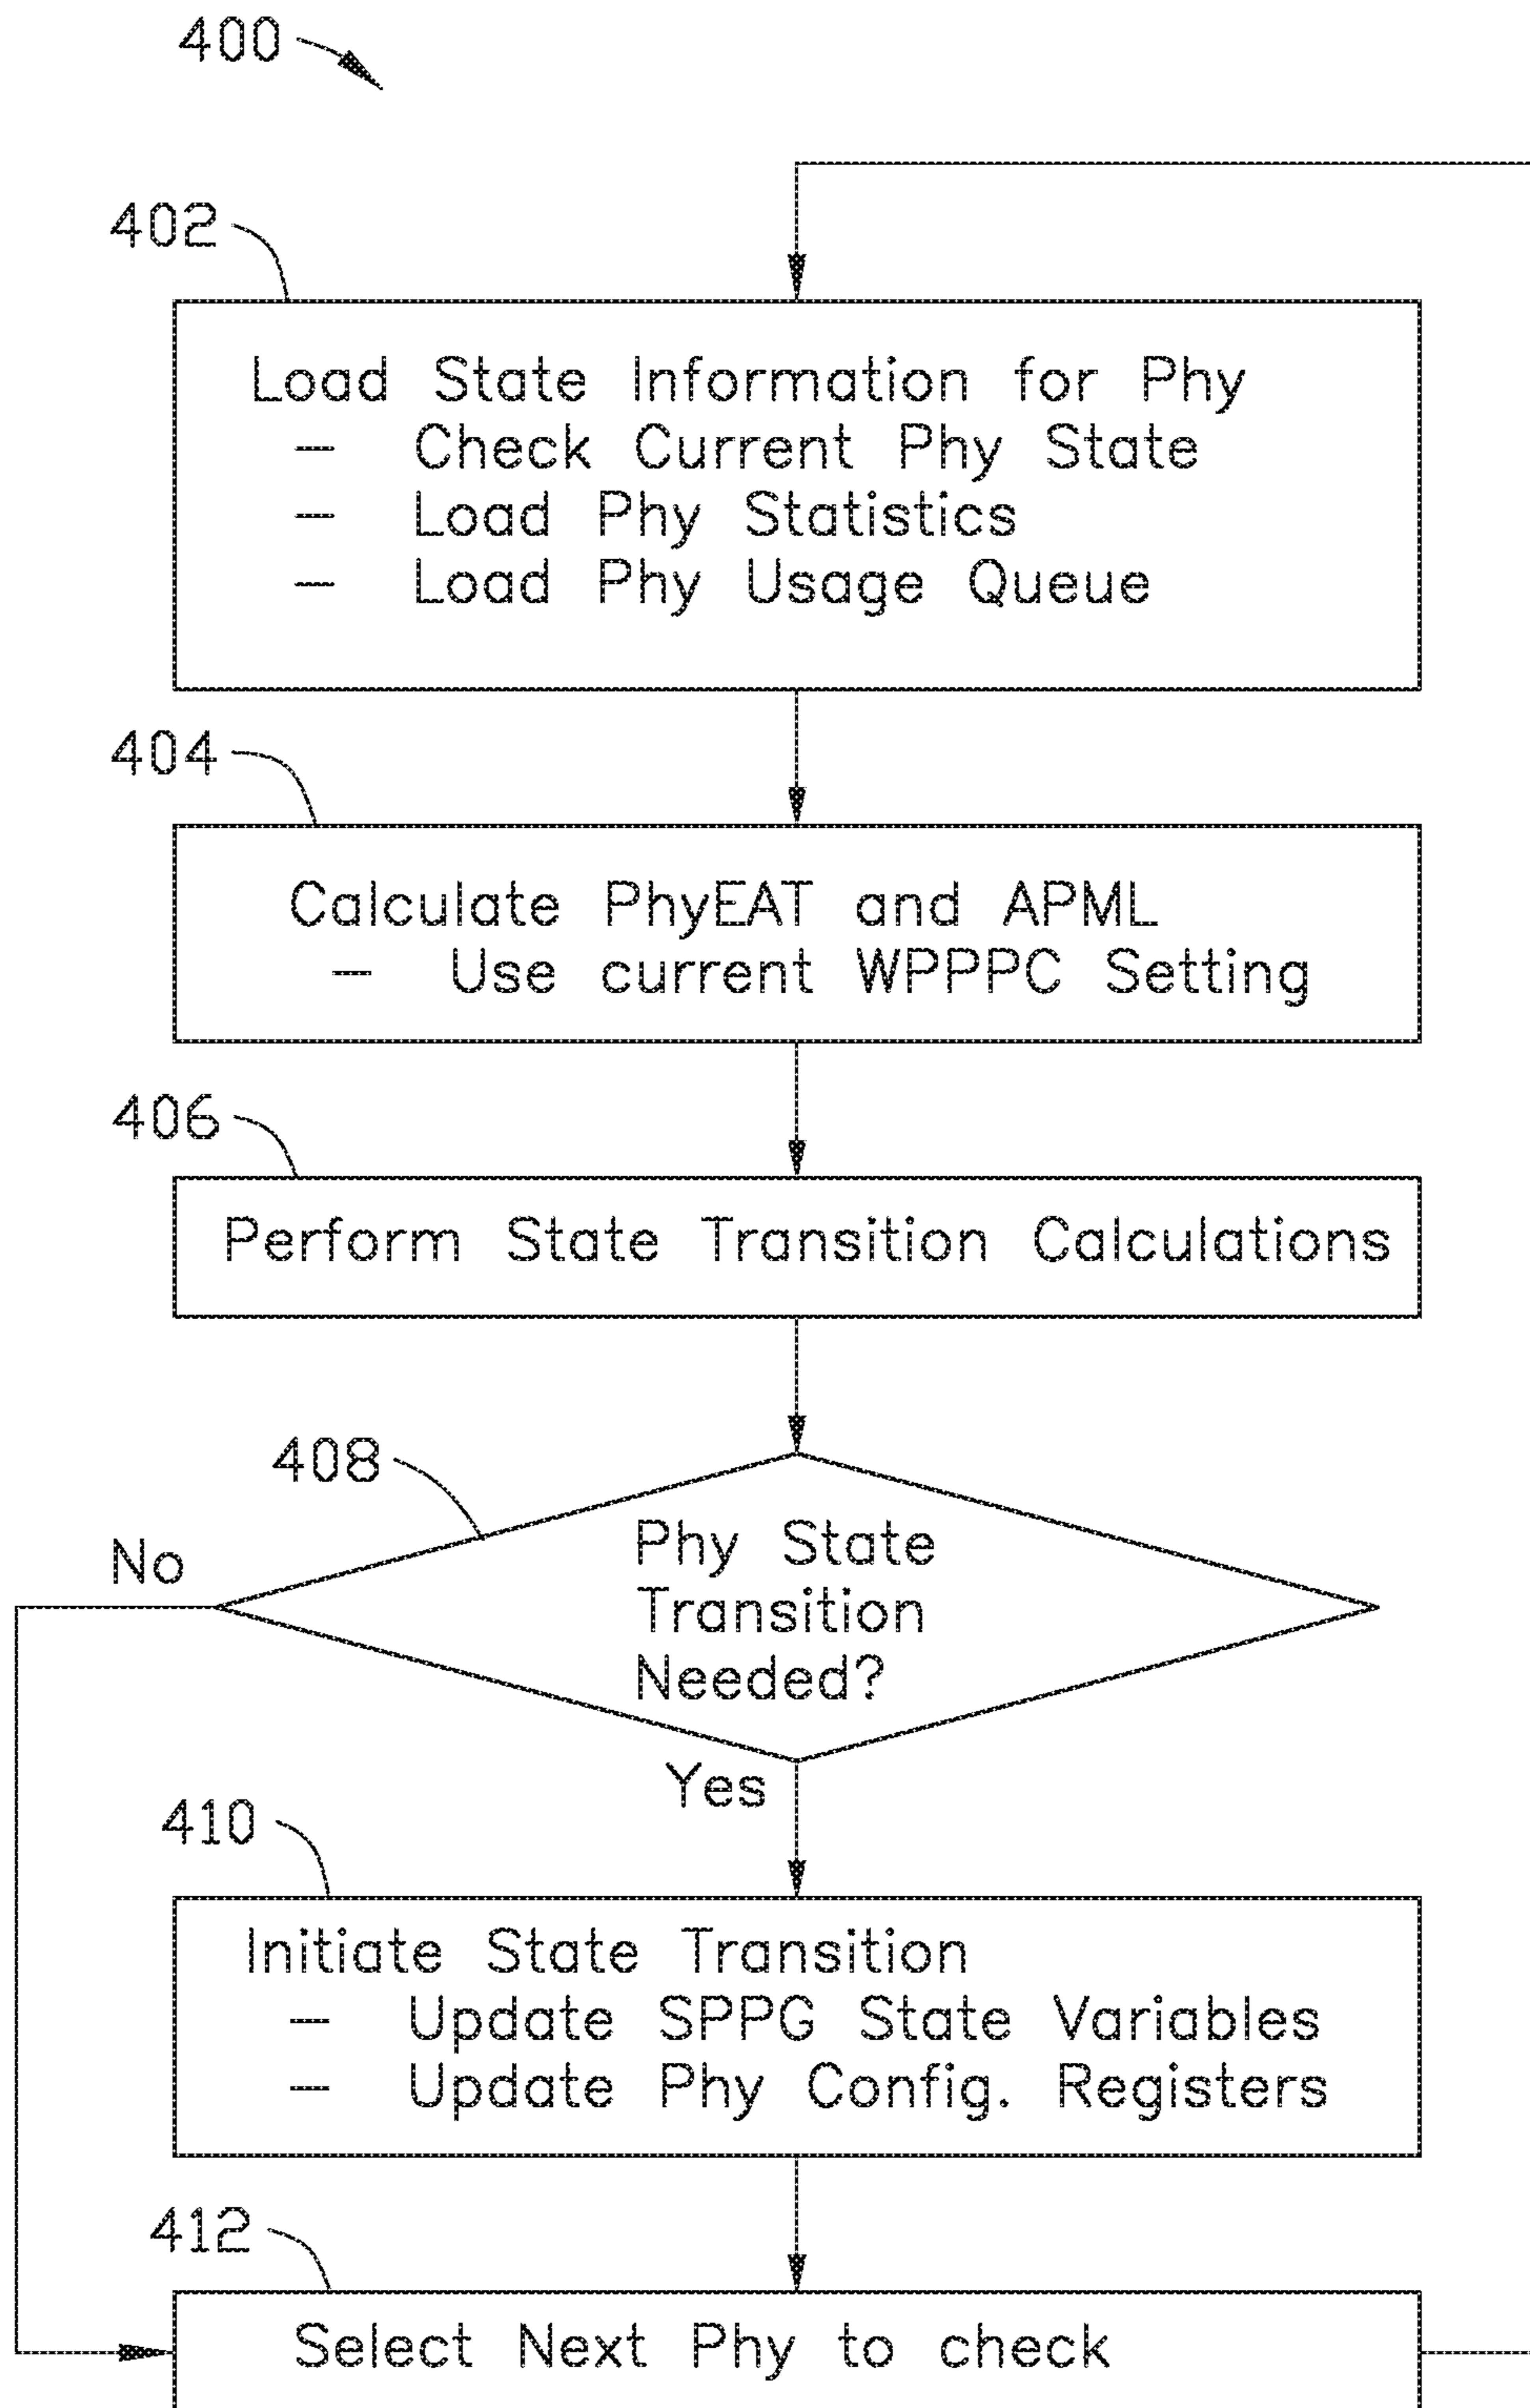 400
402
Load State Information for Phy
- Check Current Phy State
- Load Phy Statistics
- Load Phy Usage Queue
404
Calculate PhyEAT and APML
- Use current WPPPC Setting
406
Perform State Transition Calculations
408
No
Phy State
Transition
Needed?
Yes
410
Initiate State Transition
- Update SPPG State Variables
- Update Phy Config. Registers
412
Select Next Phy to check